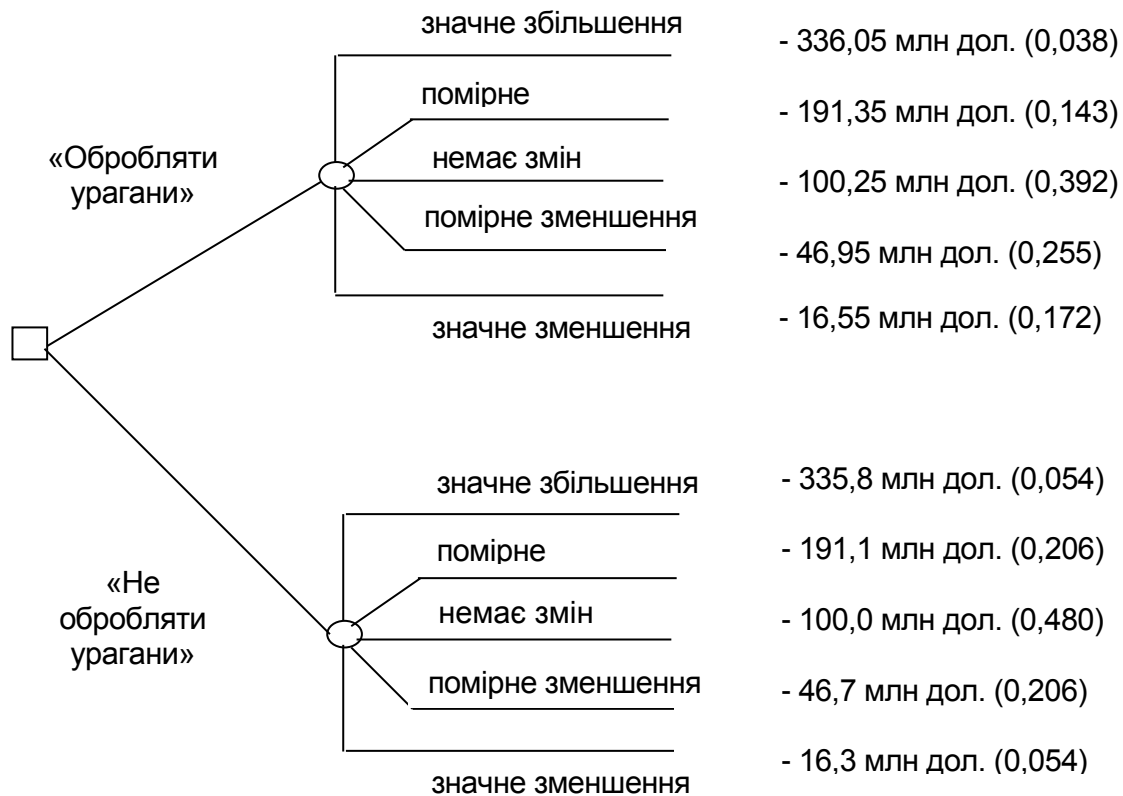 значне збільшення
- 336,05 млн дол. (0,038)
помірне
- 191,35 млн дол. (0,143)
«Обробляти
урагани»
немає змін
- 100,25 млн дол. (0,392)
помірне зменшення
- 46,95 млн дол. (0,255)
значне зменшення
- 16,55 млн дол. (0,172)
значне збільшення
- 335,8 млн дол. (0,054)
помірне
- 191,1 млн дол. (0,206)
«Не
обробляти
урагани»
немає змін
- 100,0 млн дол. (0,480)
помірне зменшення
- 46,7 млн дол. (0,206)
значне зменшення
- 16,3 млн дол. (0,054)